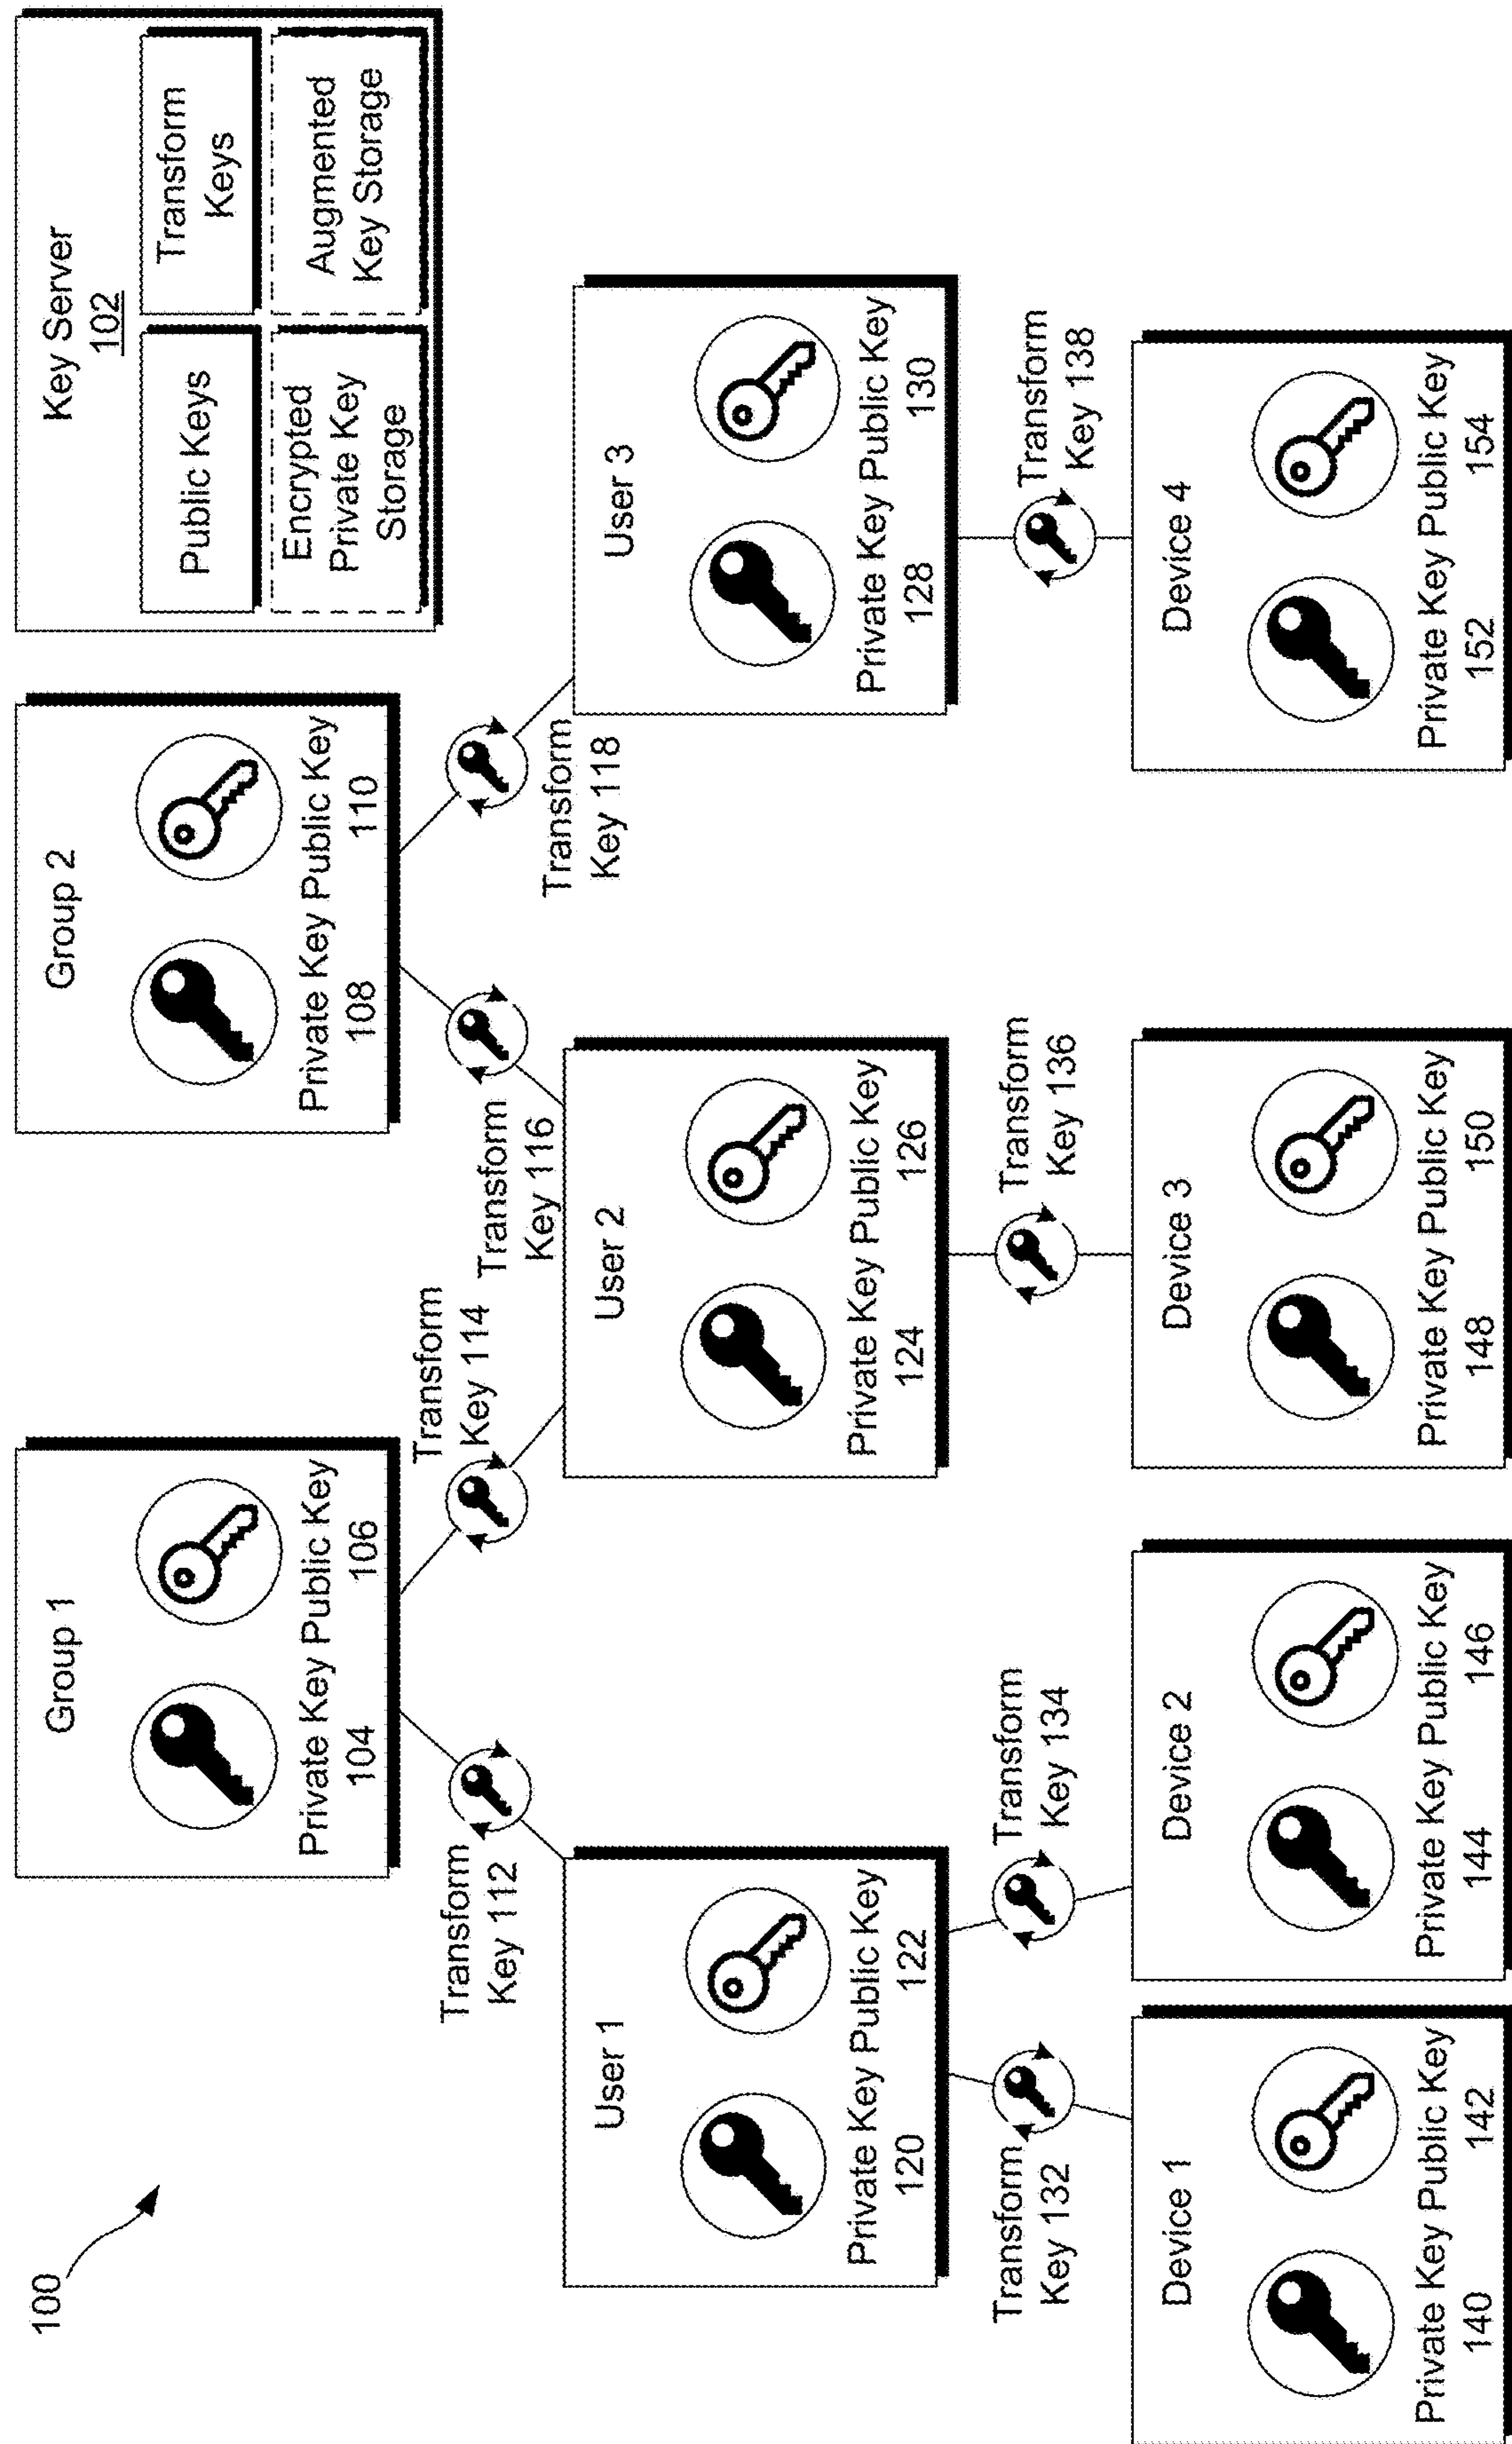 100
Group 1
Private Key Public Key
104 106
Group 2
Private Key Public Key
108 110
Key Server
102
Public Keys
Transform
Keys
Encrypted
Private Key
Storage
Augmented
Key Storage
Transform
Key 112
Transform
Key 114
Transform
Key 116
Transform
Key 118
User 1
Private Key Public Key
120 122
User 2
Private Key Public Key
124 126
User 3
Private Key Public Key
128 130
Transform
Key 132
Transform
Key 134
Transform
Key 136
Transform
Key 138
Device 1
Private Key Public Key
140 142
Device 2
Private Key Public Key
144 146
Device 3
Private Key Public Key
148 150
Device 4
Private Key Public Key
152 154